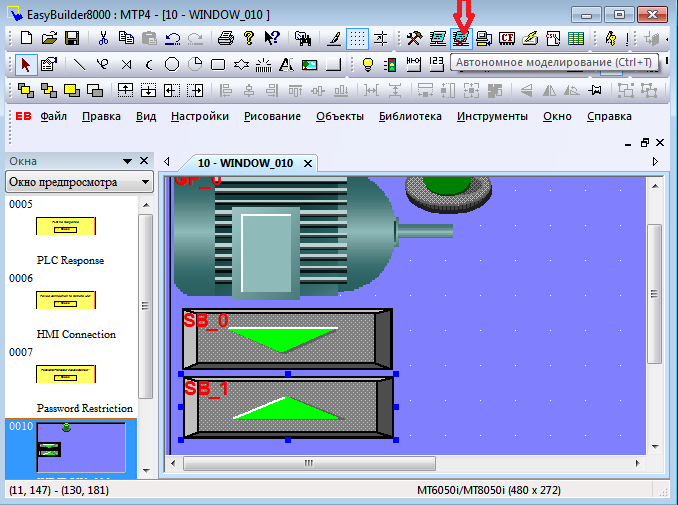 EasyBuilder8000 : MTP4 - [10 - WINDOW_010 ]
Автономное моделирование (Ctrl+T)
EB Файл Правка Вид Настройки Рисование Объекты Библиотека Инструменты Окно Справка
Окна
10 - WINDOW_010
Окно предпросмотра
0005
PLC Response
0006
HMI Connection
0007
Password Restriction
0010
SB_0
SB_1
(11, 147) - (130, 181)
MT6050i/MT8050i (480 x 272)